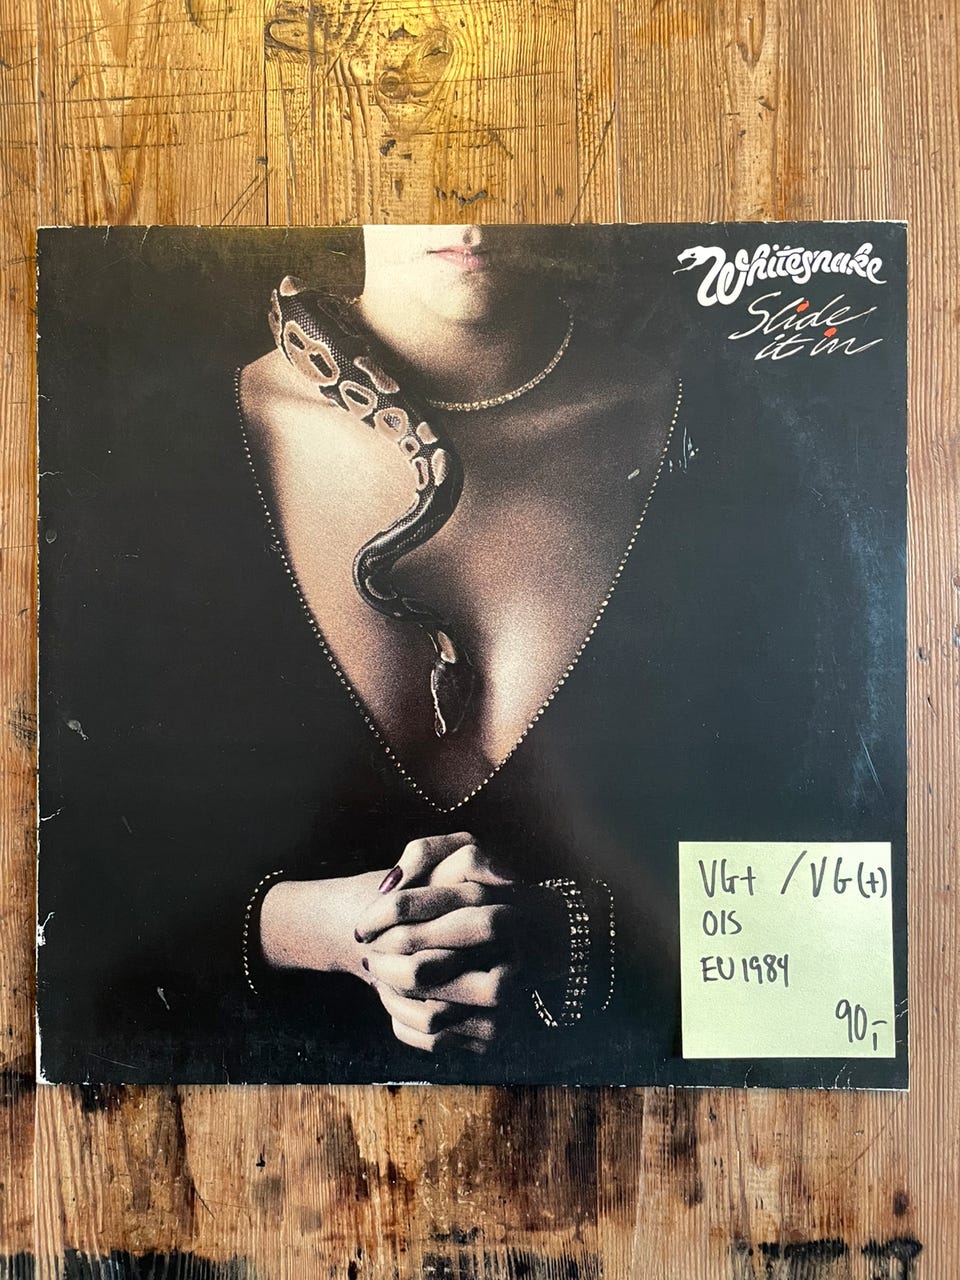 Whitesnake
Slide
it in
VG+ / VG(+)
OIS
EU 1984
90,-